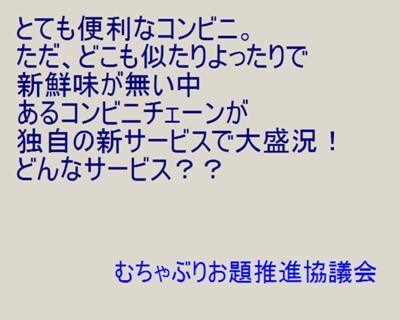 とても便利なコンビニ。
ただ、どこも似たりよったりで
新鮮味が無い中
あるコンビニチェーンが
独自の新サービスで大盛況！
どんなサービス？？
むちゃぶりお題推進協議会